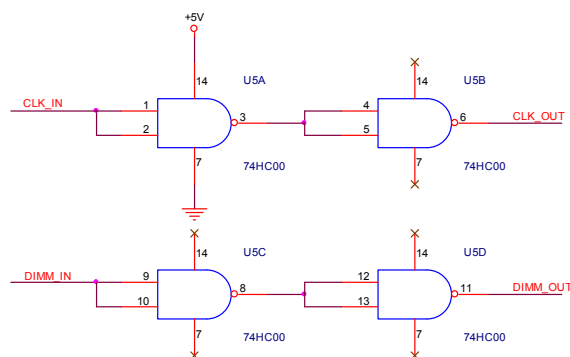 +5V
14
U5A
14
U5B
CLK_IN
1
2
3
4
5
6
CLK_OUT
7
74HC00
7
74HC00
14
U5C
14
U5D
DIMM_IN
9
10
8
12
13
11
DIMM_OUT
7
74HC00
7
74HC00